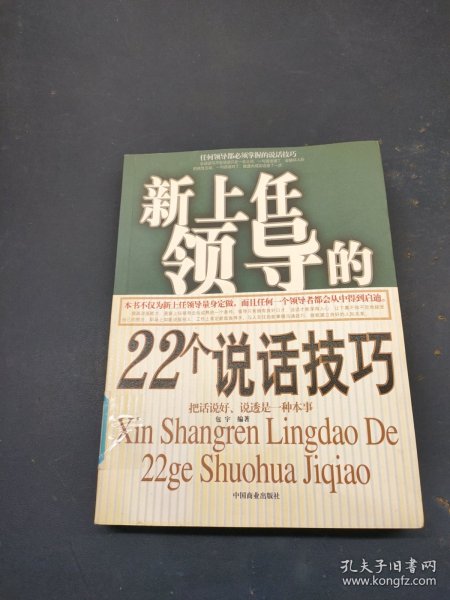 任何领导都必须掌握的说话技巧
新上任
领导的
本书不仅为新上任领导量身定做，而且任何一个领导者都会从中得到启迪。
22个说话技巧
把话说好、说透是一种本事
包宇 编著
Xin Shangren Lingdao De
22ge Shuohua Jiqiao
中国商业出版社
孔夫子旧书网
www.kongfz.com